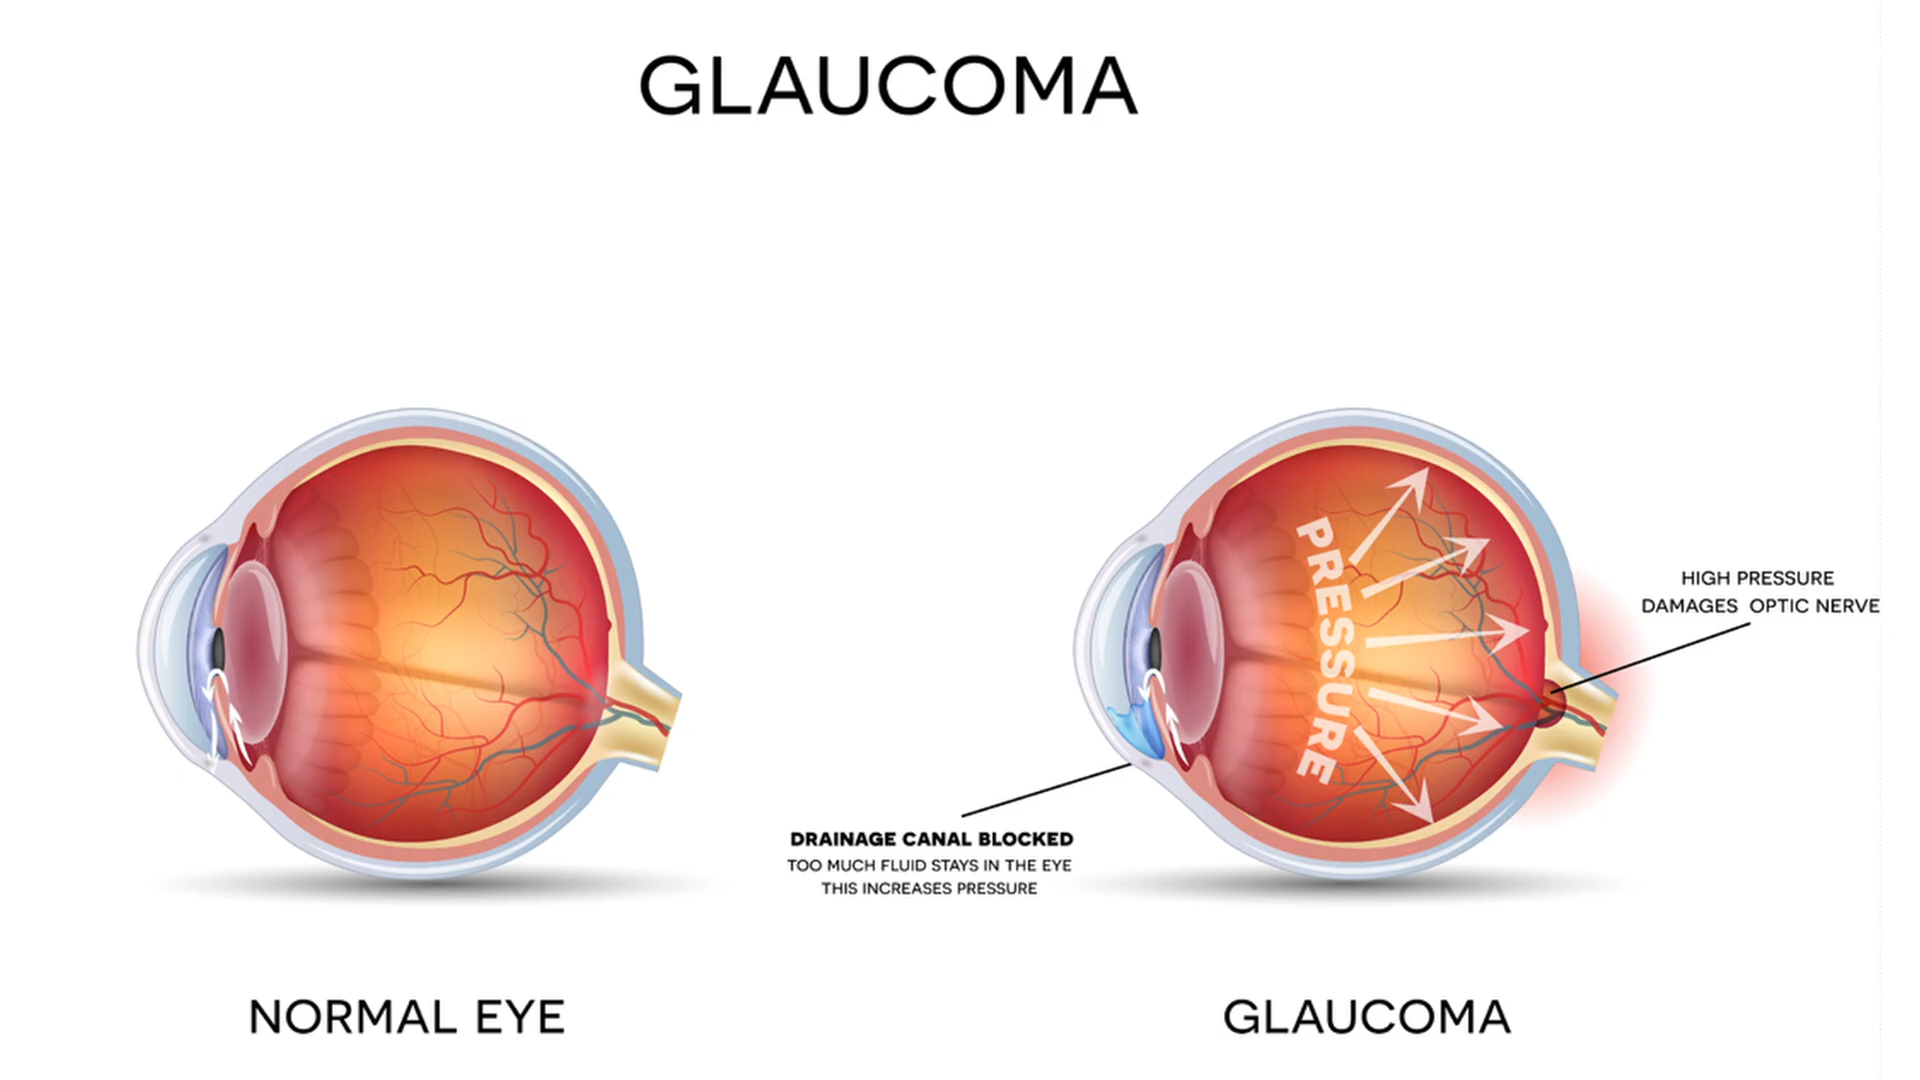 GLAUCOMA
PRESSURE
HIGH PRESSURE
DAMAGES OPTIC NERVE
DRAINAGE CANAL BLOCKED
TOO MUCH FLUID STAYS IN THE EYE
THIS INCREASES PRESSURE
NORMAL EYE
GLAUCOMA